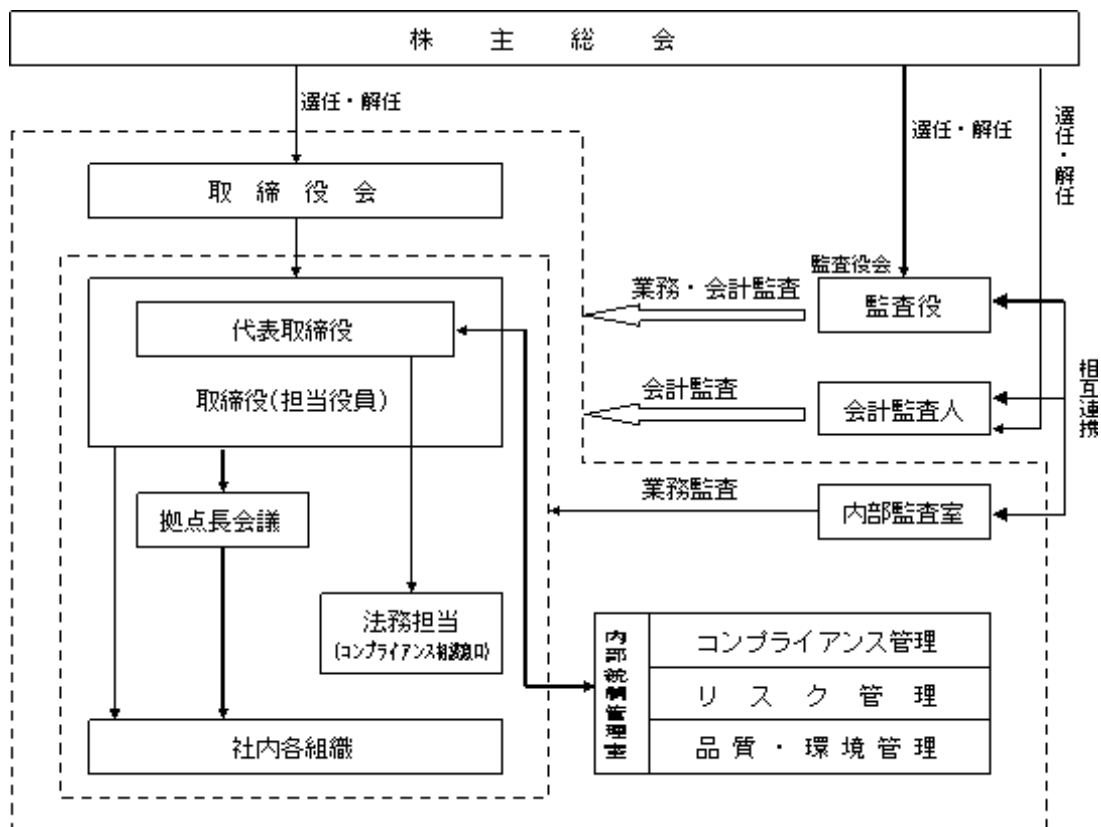 株主総会
選任・解任
選任・解任
選任・解任
取締役会
監査役会
業務・会計監査
監査役
代表取締役
取締役(担当役員)
会計監査
会計監査人
相互連携
業務監査
内部監査室
拠点長会議
法務担当
(コンプライアンス相談窓口)
内部統制管理室
コンプライアンス管理
リスク管理
品質・環境管理
社内各組織